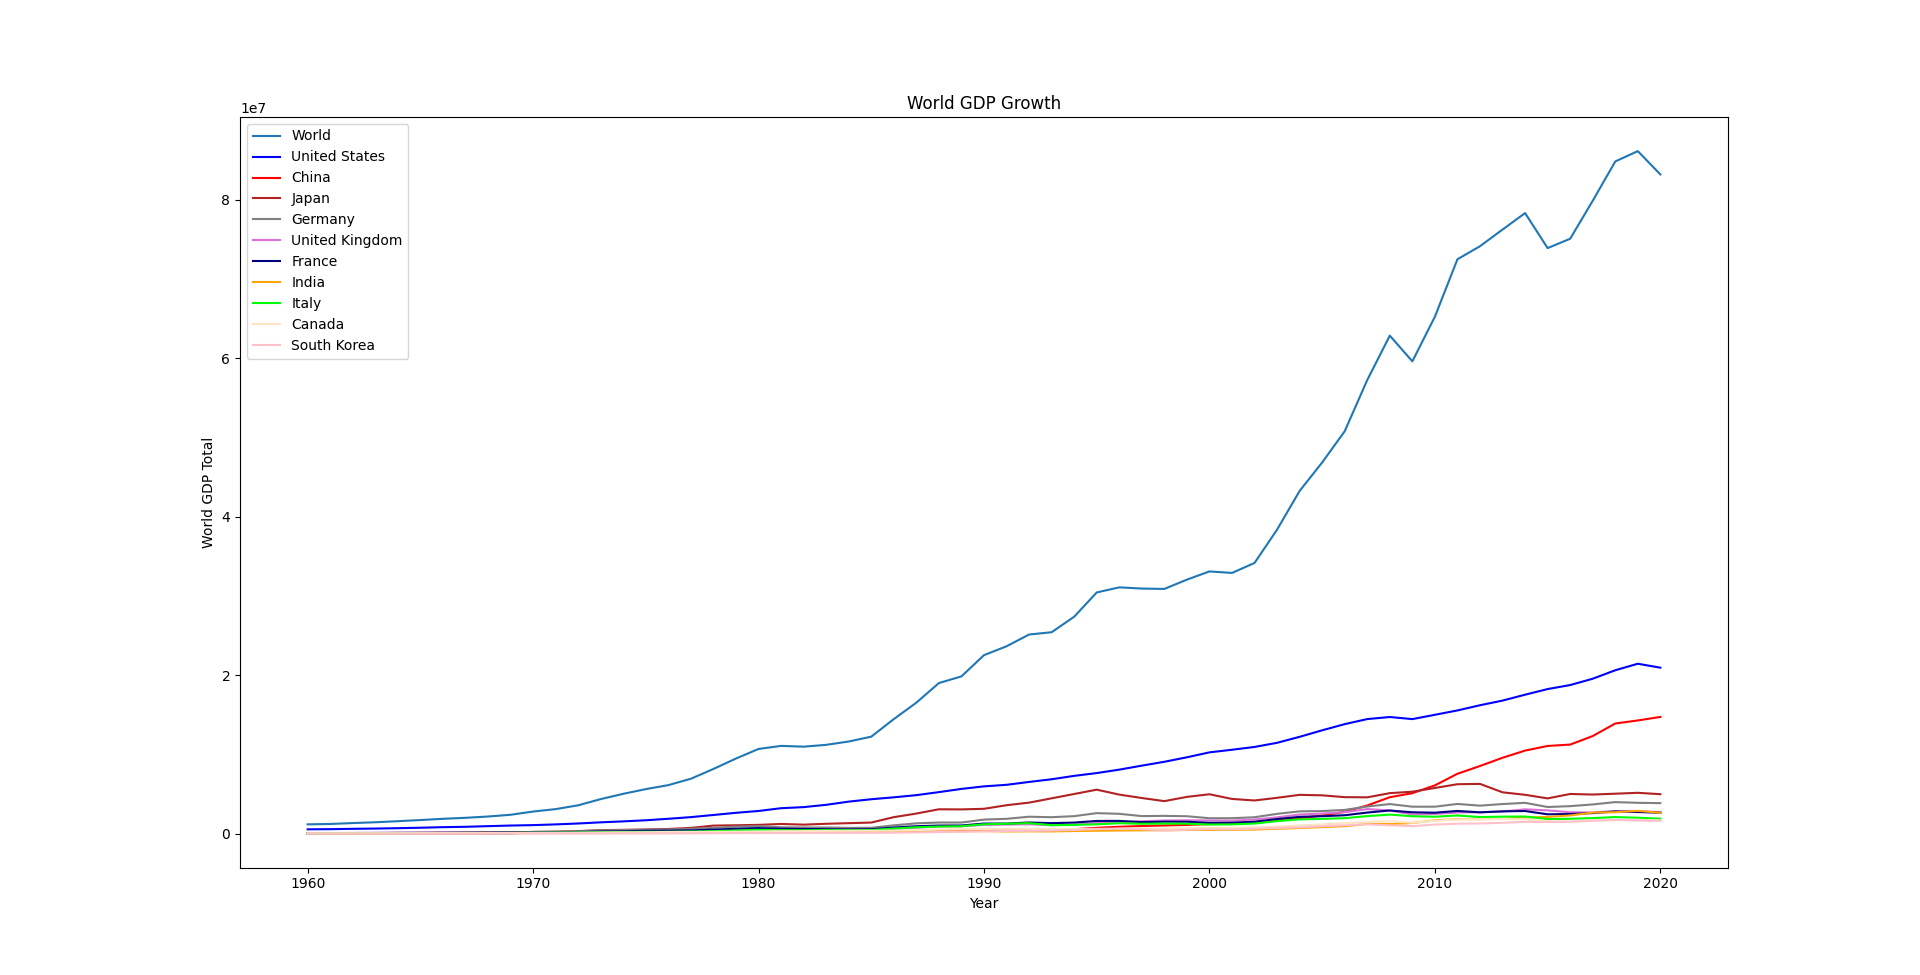 World GDP Growth
1e7
World
United States
China
Japan
Germany
United Kingdom
France
India
Italy
Canada
South Korea
8
6
4
2
0
World GDP Total
1960 1970 1980 1990 2000 2010 2020
Year